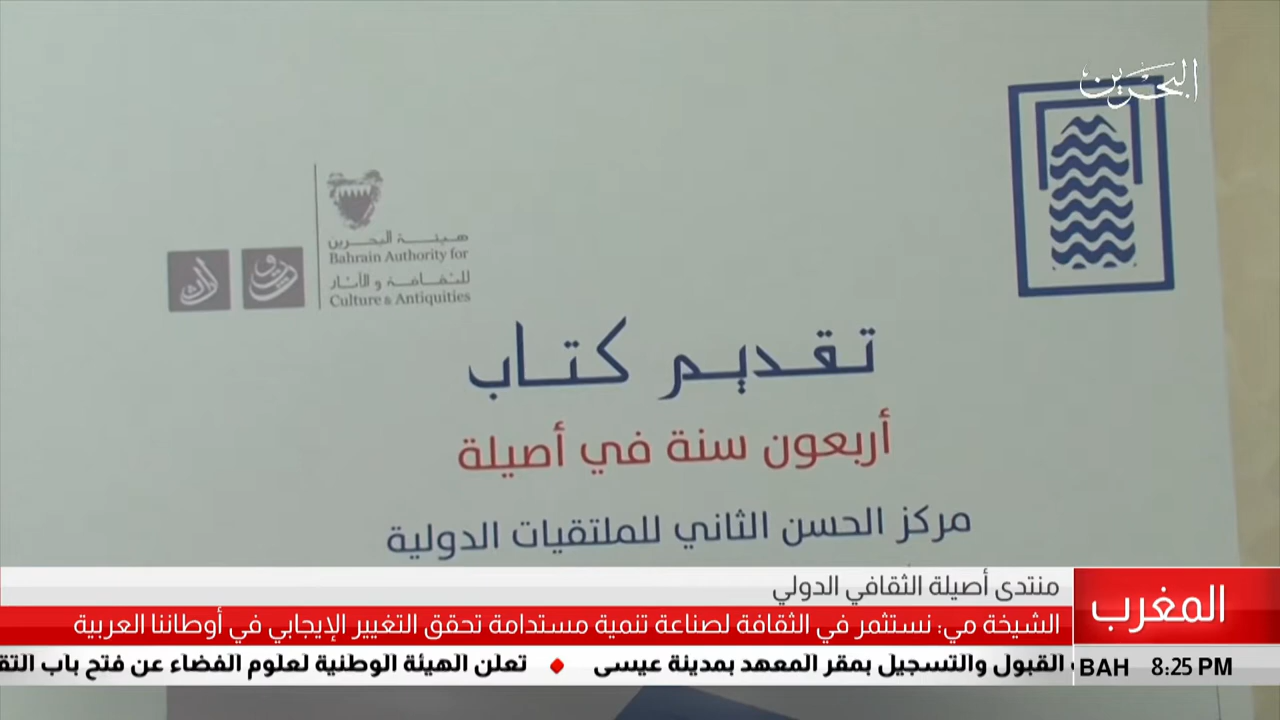 البحرين
هيئة البحرين
Bahrain Authority for
للثقافة و الآثار
Culture & Antiquities
تقديم كتاب
أربعون سنة في أصيلة
مركز الحسن الثاني للملتقيات الدولية
منتدى أصيلة الثقافي الدولي
المغرب
الشيخة مي: نستثمر في الثقافة لصناعة تنمية مستدامة تحقق التغيير الإيجابي في أوطاننا العربية
القبول والتسجيل بمقر المعهد بمدينة عيسى ♦ تعلن الهيئة الوطنية لعلوم الفضاء عن فتح باب
BAH 8:25 PM